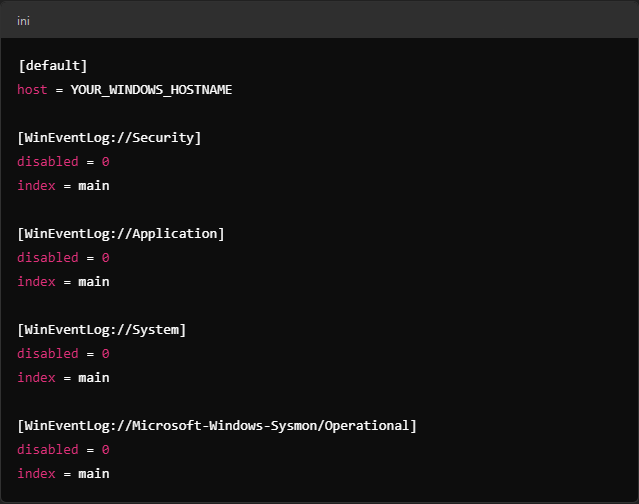 ini
[default]
host = YOUR_WINDOWS_HOSTNAME
[WinEventLog://Security]
disabled = 0
index = main
[WinEventLog://Application]
disabled = 0
index = main
[WinEventLog://System]
disabled = 0
index = main
[WinEventLog://Microsoft-Windows-Sysmon/Operational]
disabled = 0
index = main